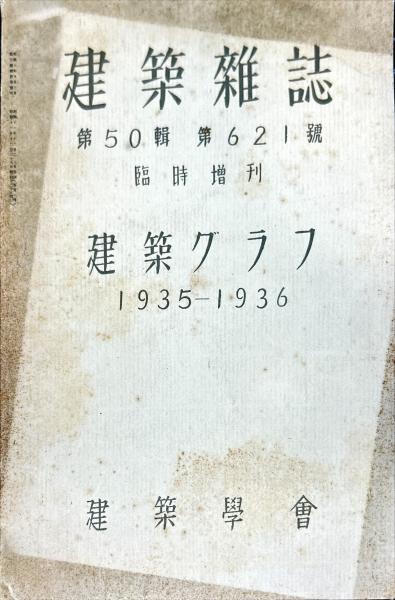 建築雜誌
第50輯 第621號
臨時增刊
建築グラフ
1935—1936
建築學會